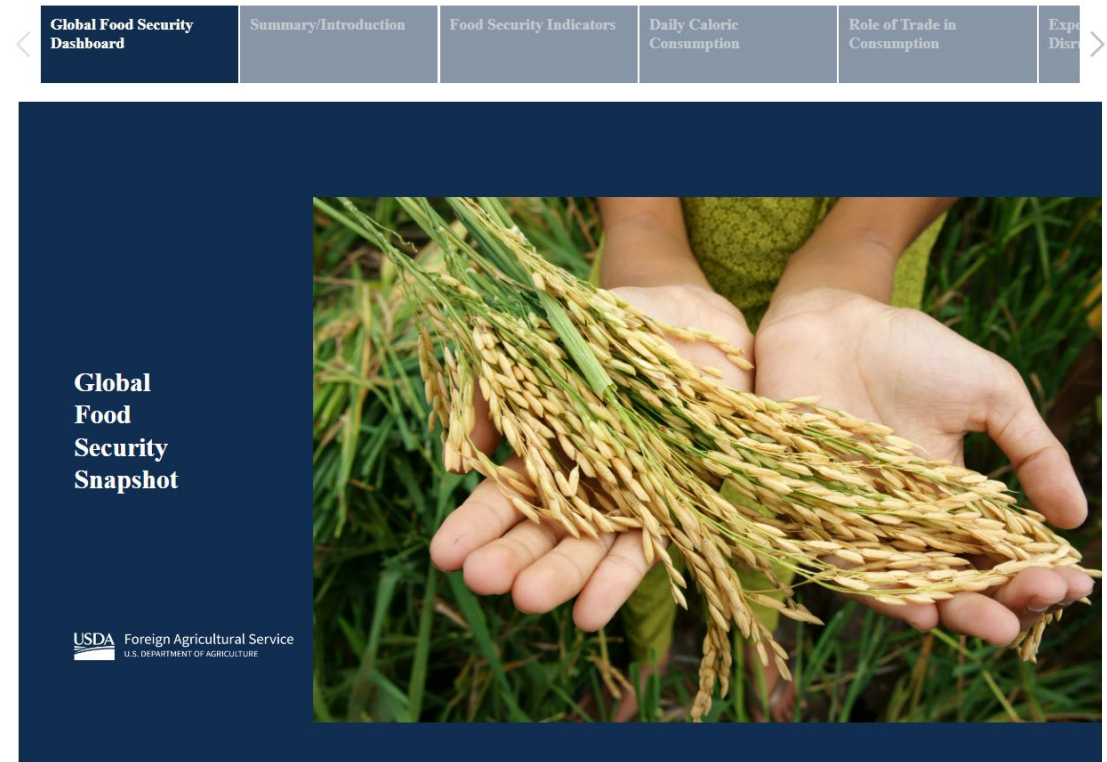 Global Food Security
Dashboard
Summary/Introduction
Food Security Indicators
Daily Caloric
Consumption
Role of Trade in
Consumption
Global
Food
Security
Snapshot
USDA Foreign Agricultural Service
U.S. DEPARTMENT OF AGRICULTURE